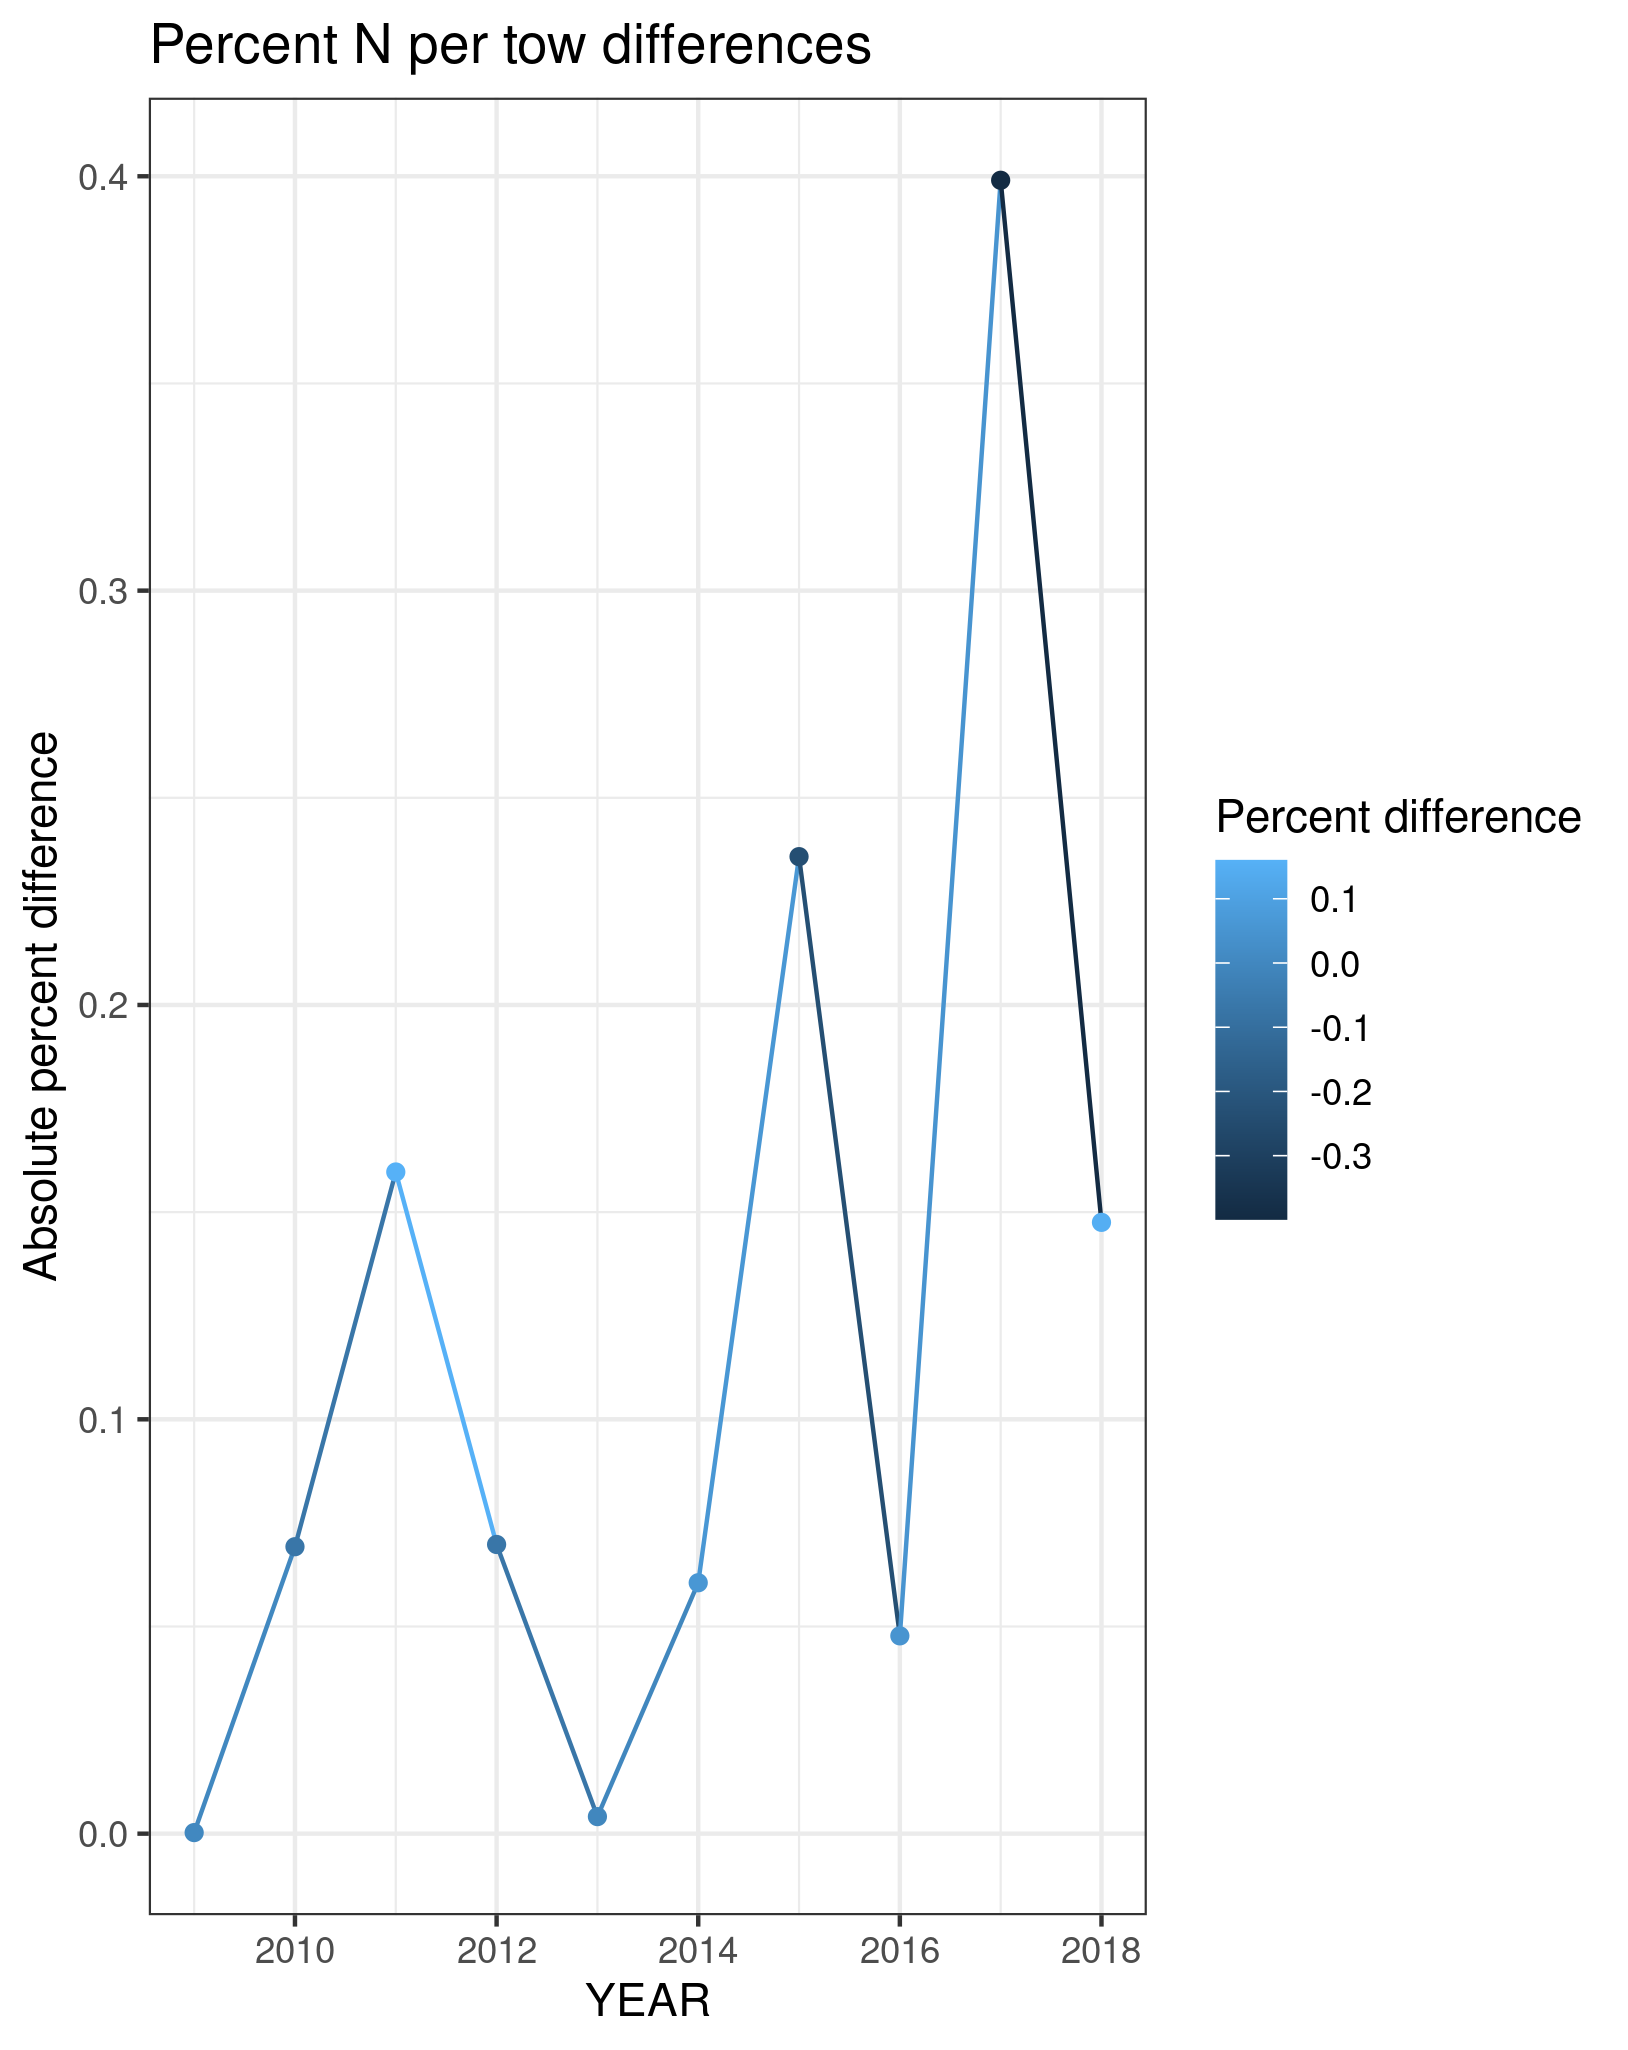 Percent N per tow differences
Absolute percent difference
0.4
0.3
0.2
0.1
0.0
2010 2012 2014 2016 2018
YEAR
Percent difference
0.1
0.0
-0.1
-0.2
-0.3